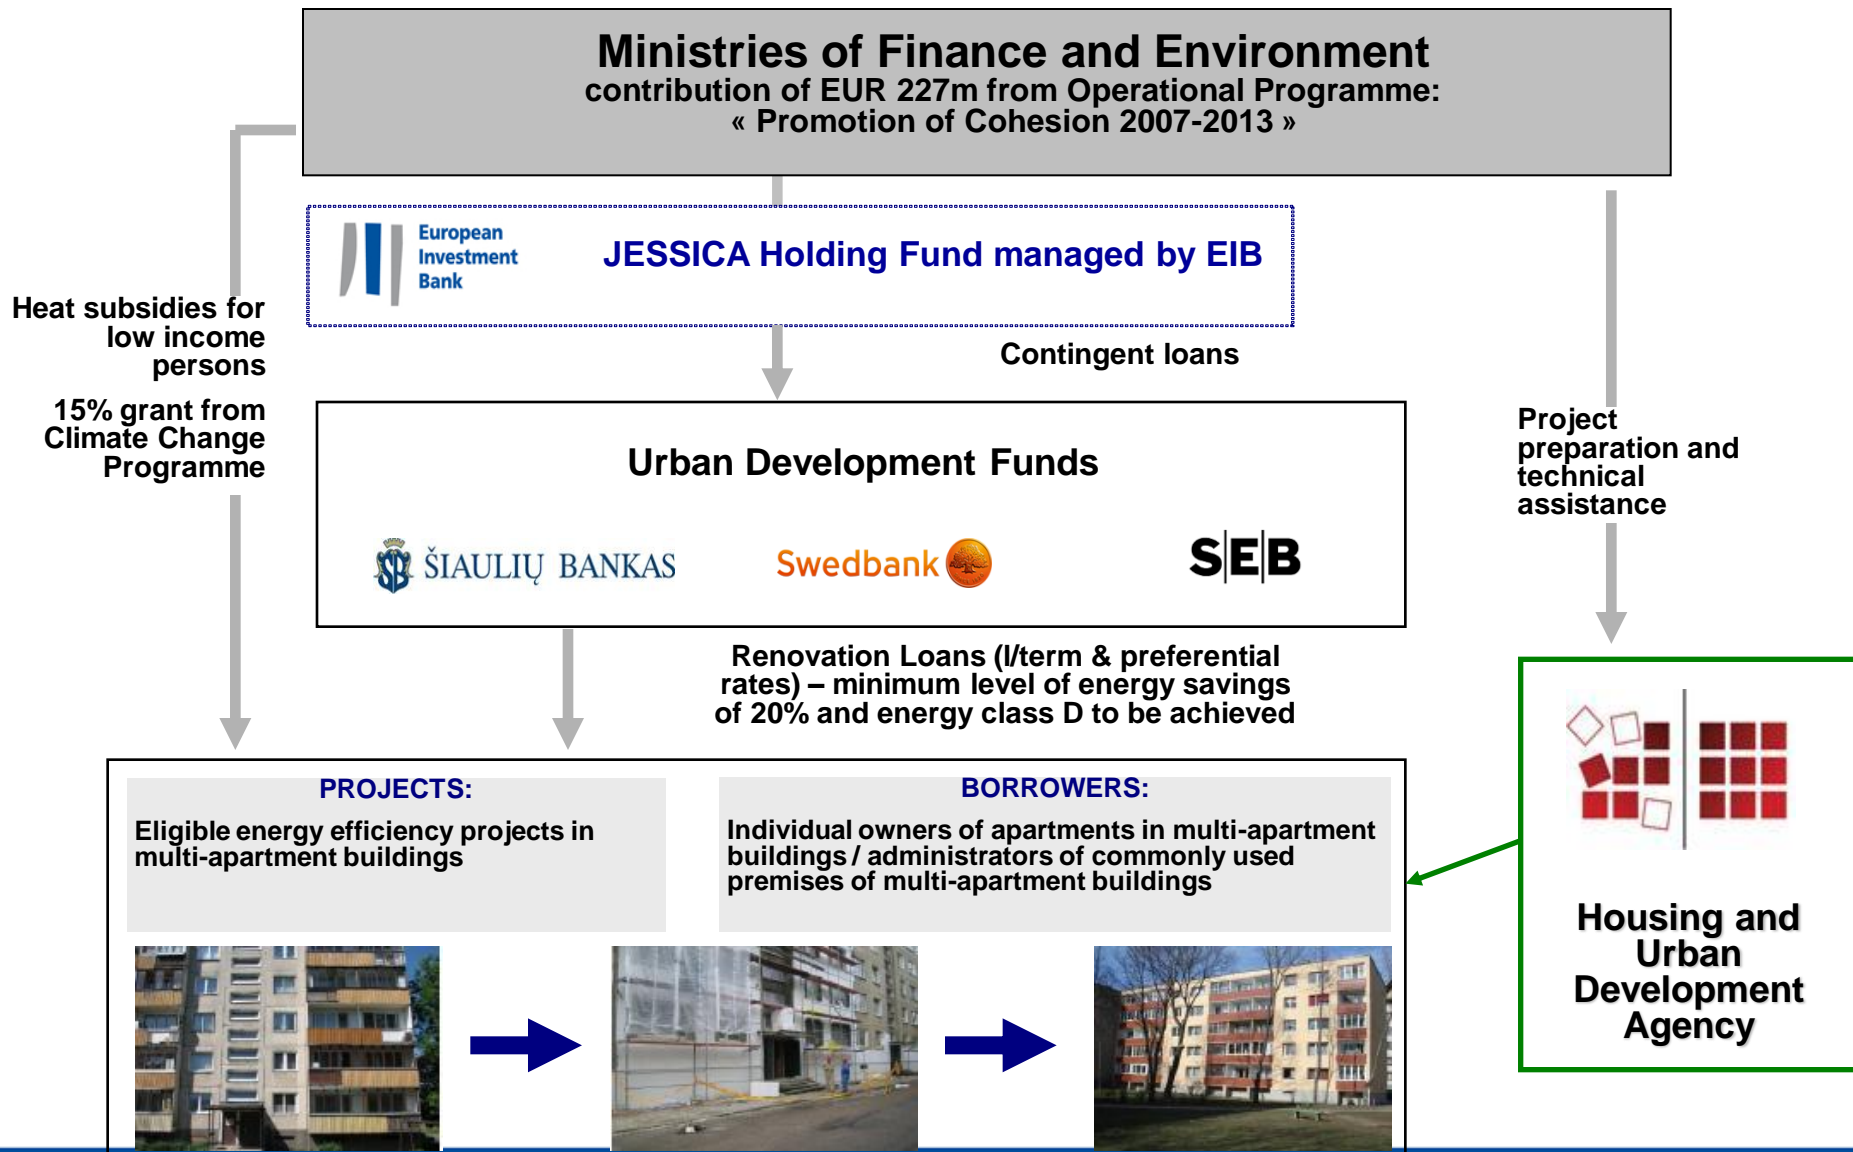 Ministries of Finance and Environment
contribution of EUR 227m from Operational Programme:
« Promotion of Cohesion 2007-2013 »
European
Investment
Bank
JESSICA Holding Fund managed by EIB
Heat subsidies for
low income
persons
15% grant from
Climate Change
Programme
Contingent loans
Urban Development Funds
ŠIAULIŲ BANKAS
Swedbank
S|E|B
Project
preparation and
technical
assistance
Renovation Loans (l/term & preferential
rates) – minimum level of energy savings
of 20% and energy class D to be achieved
PROJECTS:
Eligible energy efficiency projects in
multi-apartment buildings
BORROWERS:
Individual owners of apartments in multi-apartment
buildings / administrators of commonly used
premises of multi-apartment buildings
Housing and
Urban
Development
Agency